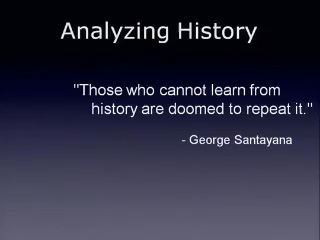 Analyzing History
"Those who cannot learn from
history are doomed to repeat it."
- George Santayana